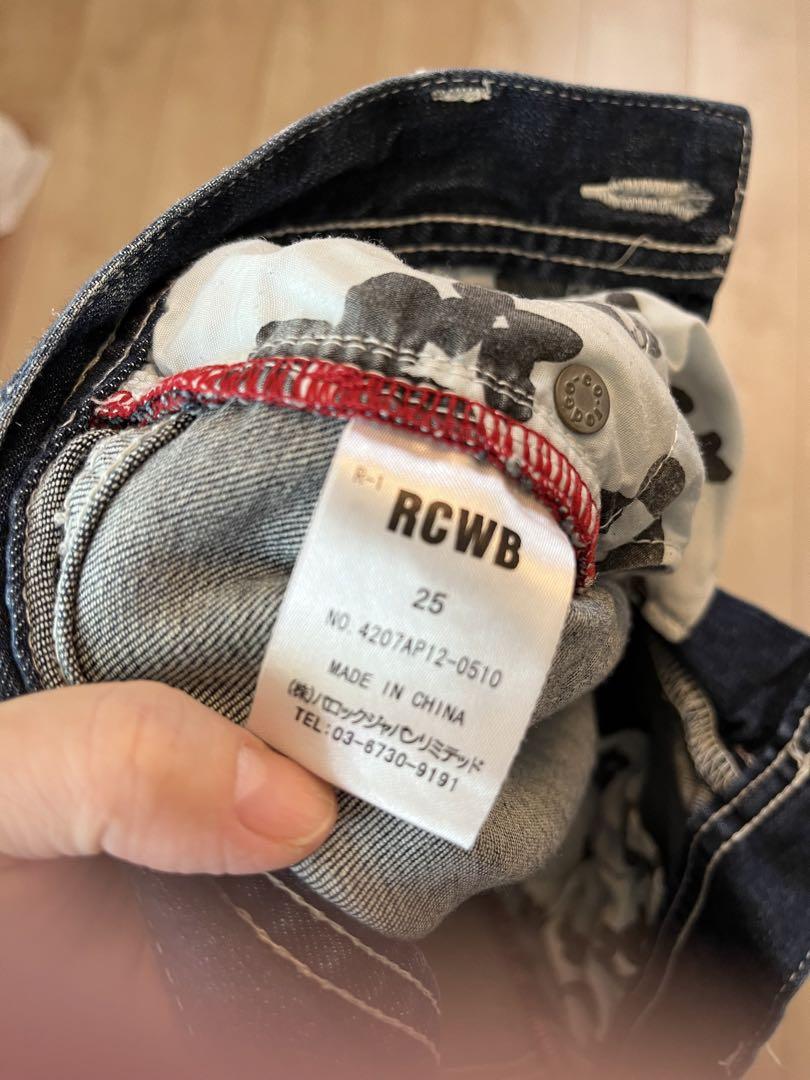 R-1
RCWB
25
NO.4207AP12-0510
MADE IN CHINA
(株)バロックジャパンリミテッド
TEL:03-6730-9191